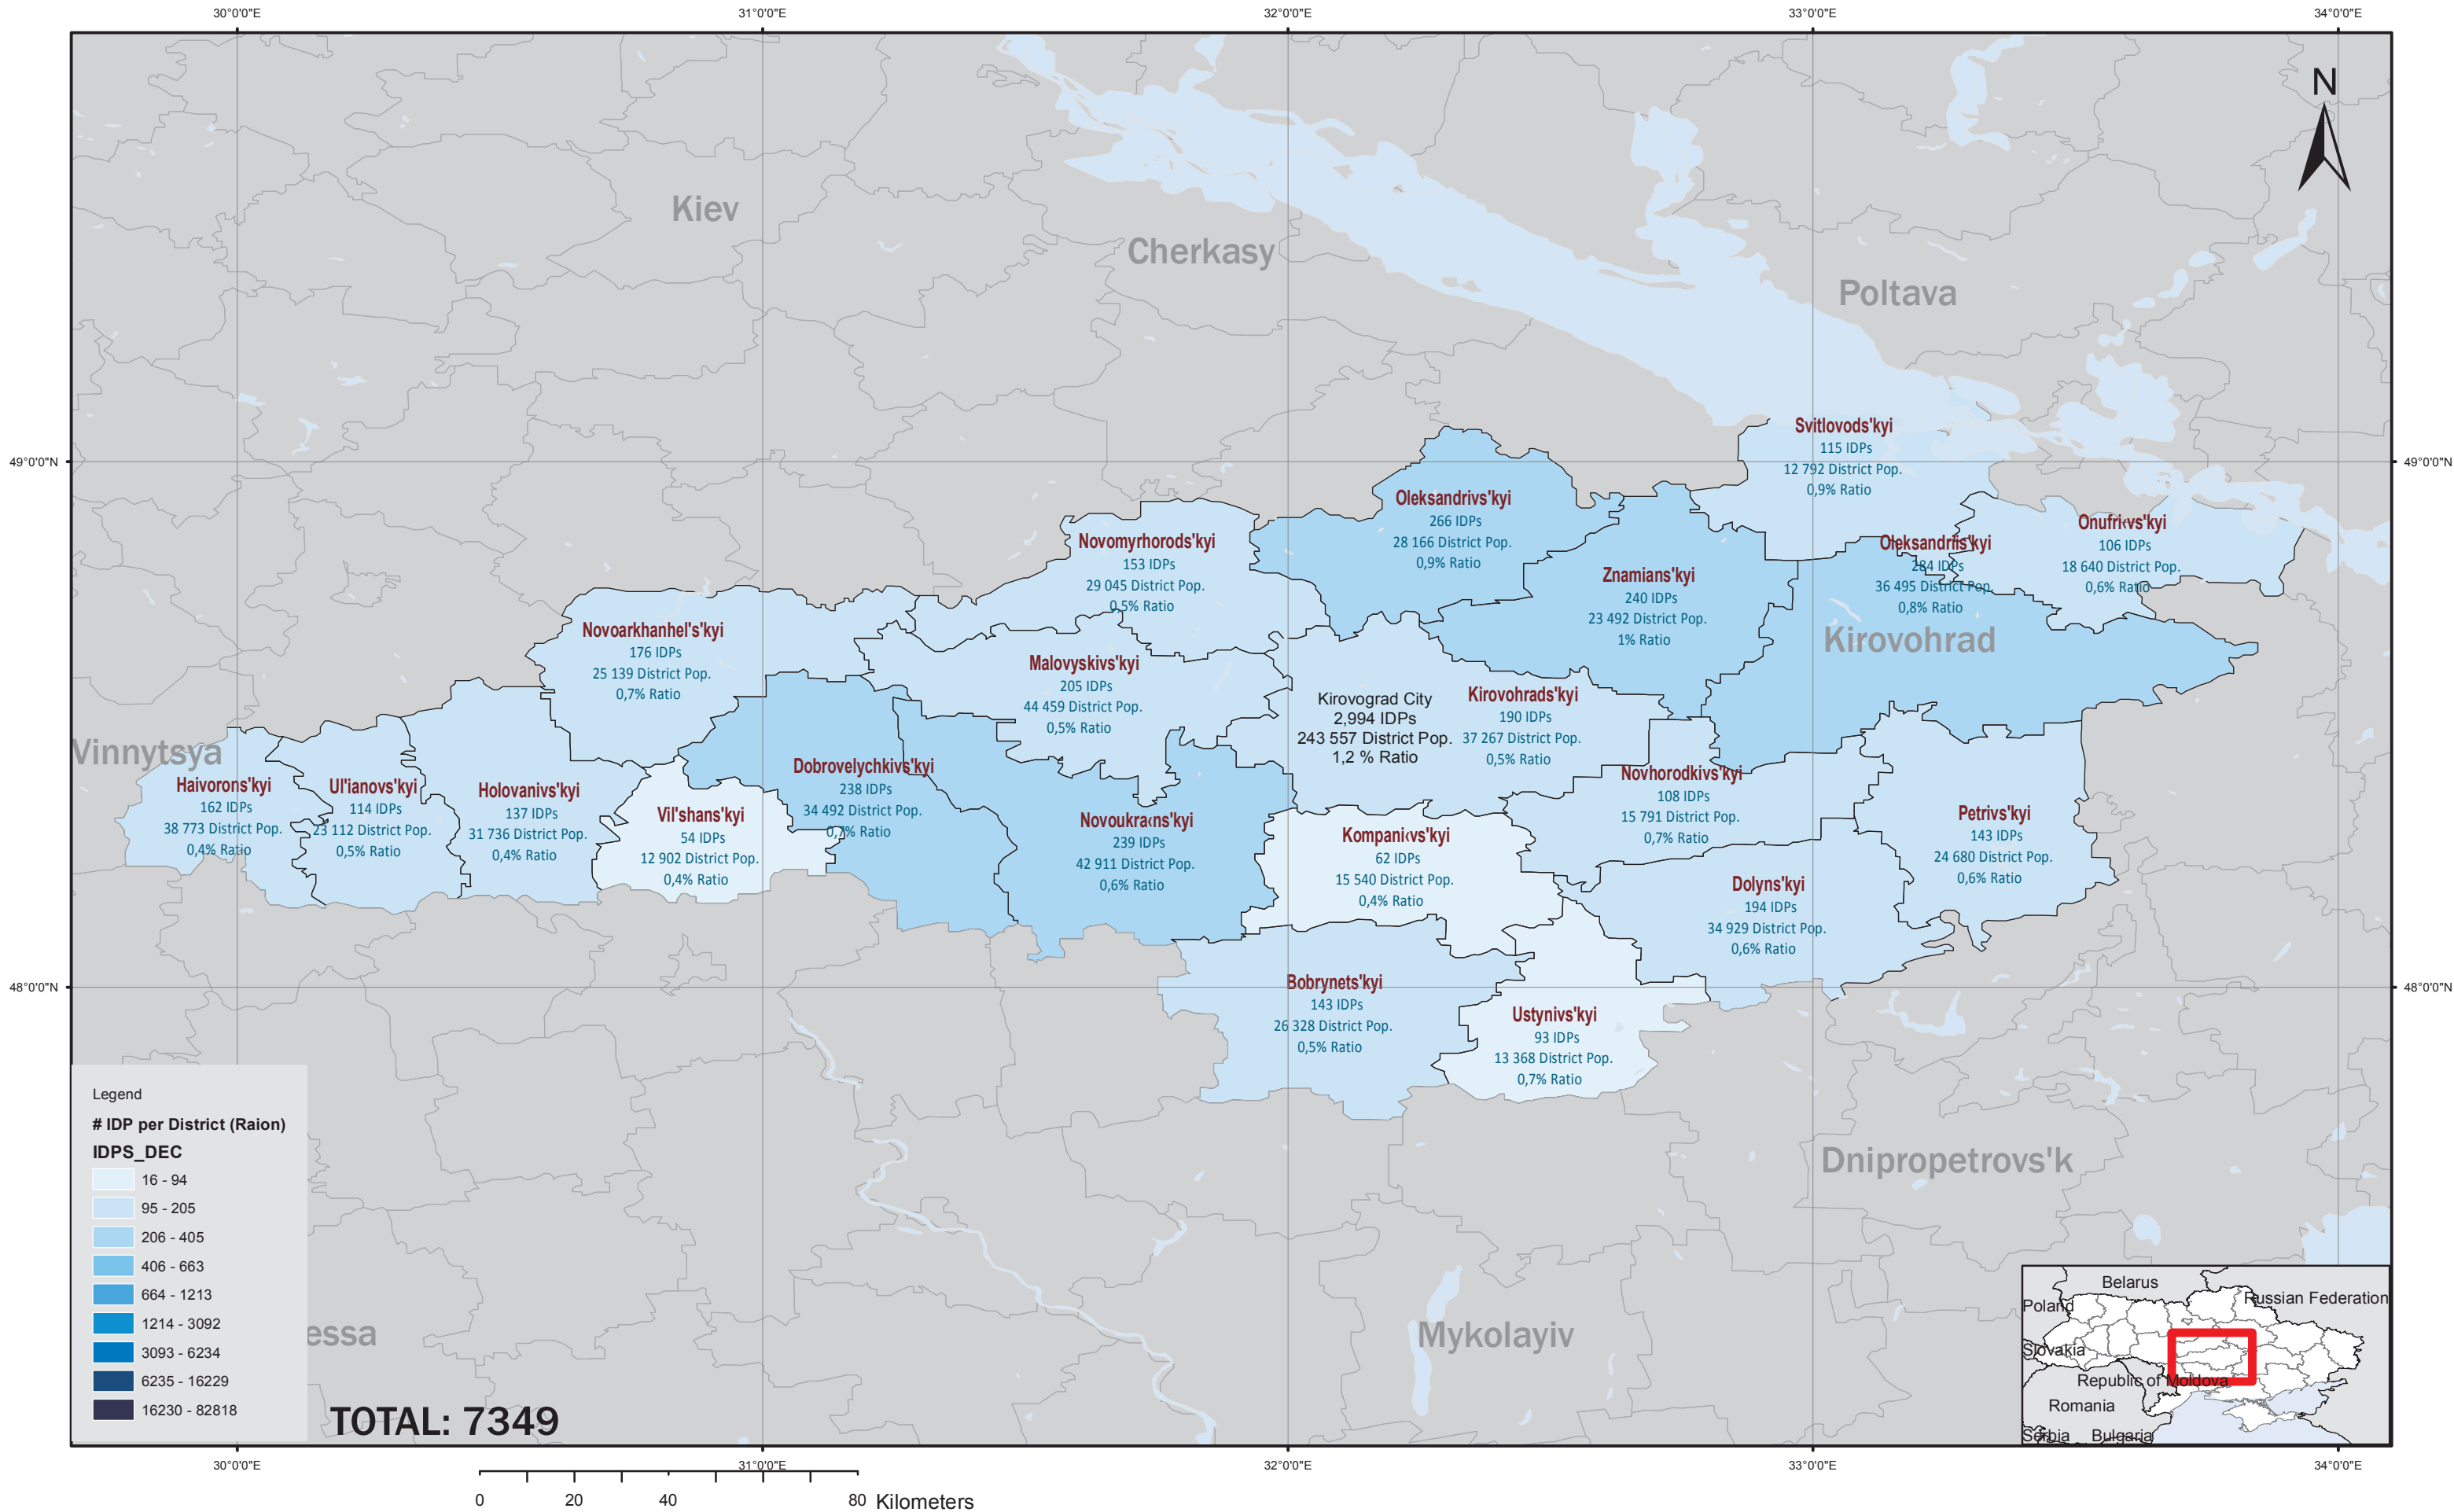 30°0'0"E
31°0'0"E
32°0'0"E
33°0'0"E
34°0'0"E
N
Kiev
Cherkasy
Poltava
49°0'0"N
49°0'0"N
Svitlovods'kyi
115 IDPs
12 792 District Pop.
0,9% Ratio
Oleksandrivs'kyi
266 IDPs
28 166 District Pop.
0,9% Ratio
Onufriivs'kyi
106 IDPs
18 640 District Pop.
0,6% Ratio
Novomyrhorods'kyi
153 IDPs
29 045 District Pop.
0,5% Ratio
Oleksandriis'kyi
284 IDPs
36 495 District Pop.
0,8% Ratio
Znamians'kyi
240 IDPs
23 492 District Pop.
1% Ratio
Kirovohrad
Novoarkhanhel's'kyi
176 IDPs
25 139 District Pop.
0,7% Ratio
Malovyskivs'kyi
205 IDPs
44 459 District Pop.
0,5% Ratio
Kirovograd City
2,994 IDPs
243 557 District Pop.
1,2 % Ratio
Kirovohrads'kyi
190 IDPs
37 267 District Pop.
0,5% Ratio
Vinnytsya
Haivorons'kyi
162 IDPs
38 773 District Pop.
0,4% Ratio
Ul'ianovs'kyi
114 IDPs
23 112 District Pop.
0,5% Ratio
Holovanivs'kyi
137 IDPs
31 736 District Pop.
0,4% Ratio
Vil'shans'kyi
54 IDPs
12 902 District Pop.
0,4% Ratio
Dobrovelychkivs'kyi
238 IDPs
34 492 District Pop.
0,7% Ratio
Novoukrains'kyi
239 IDPs
42 911 District Pop.
0,6% Ratio
Kompaniivs'kyi
62 IDPs
15 540 District Pop.
0,4% Ratio
Novhorodkivs'kyi
108 IDPs
15 791 District Pop.
0,7% Ratio
Petrivs'kyi
143 IDPs
24 680 District Pop.
0,6% Ratio
Dolyns'kyi
194 IDPs
34 929 District Pop.
0,6% Ratio
48°0'0"N
48°0'0"N
Bobrynets'kyi
143 IDPs
26 328 District Pop.
0,5% Ratio
Ustynivs'kyi
93 IDPs
13 368 District Pop.
0,7% Ratio
Dnipropetrovs'k
Mykolayiv
essa
Legend
# IDP per District (Raion)
IDPS_DEC
16 - 94
95 - 205
206 - 405
406 - 663
664 - 1213
1214 - 3092
3093 - 6234
6235 - 16229
16230 - 82818
TOTAL: 7349
Belarus
Poland
Russian Federation
Slovakia
Republic of Moldova
Romania
Serbia
Bulgaria
30°0'0"E
31°0'0"E
32°0'0"E
33°0'0"E
34°0'0"E
0 20 40 80 Kilometers